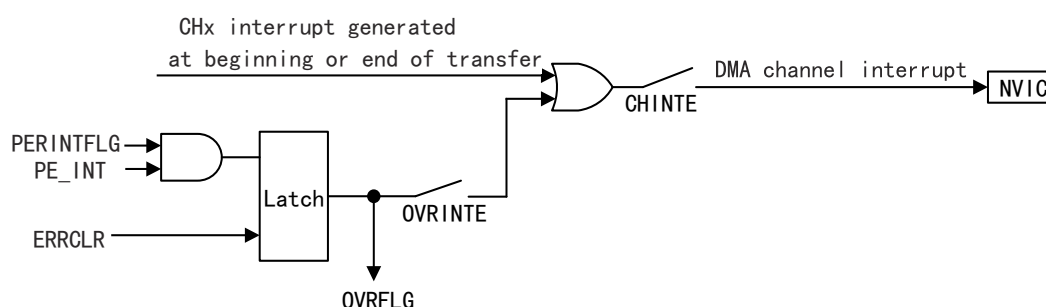 CHx interrupt generated
at beginning or end of transfer
DMA channel interrupt
NVIC
CHINTE
PERINTFLG
PE_INT
Latch
OVRINTE
ERRCLR
OVRFLG